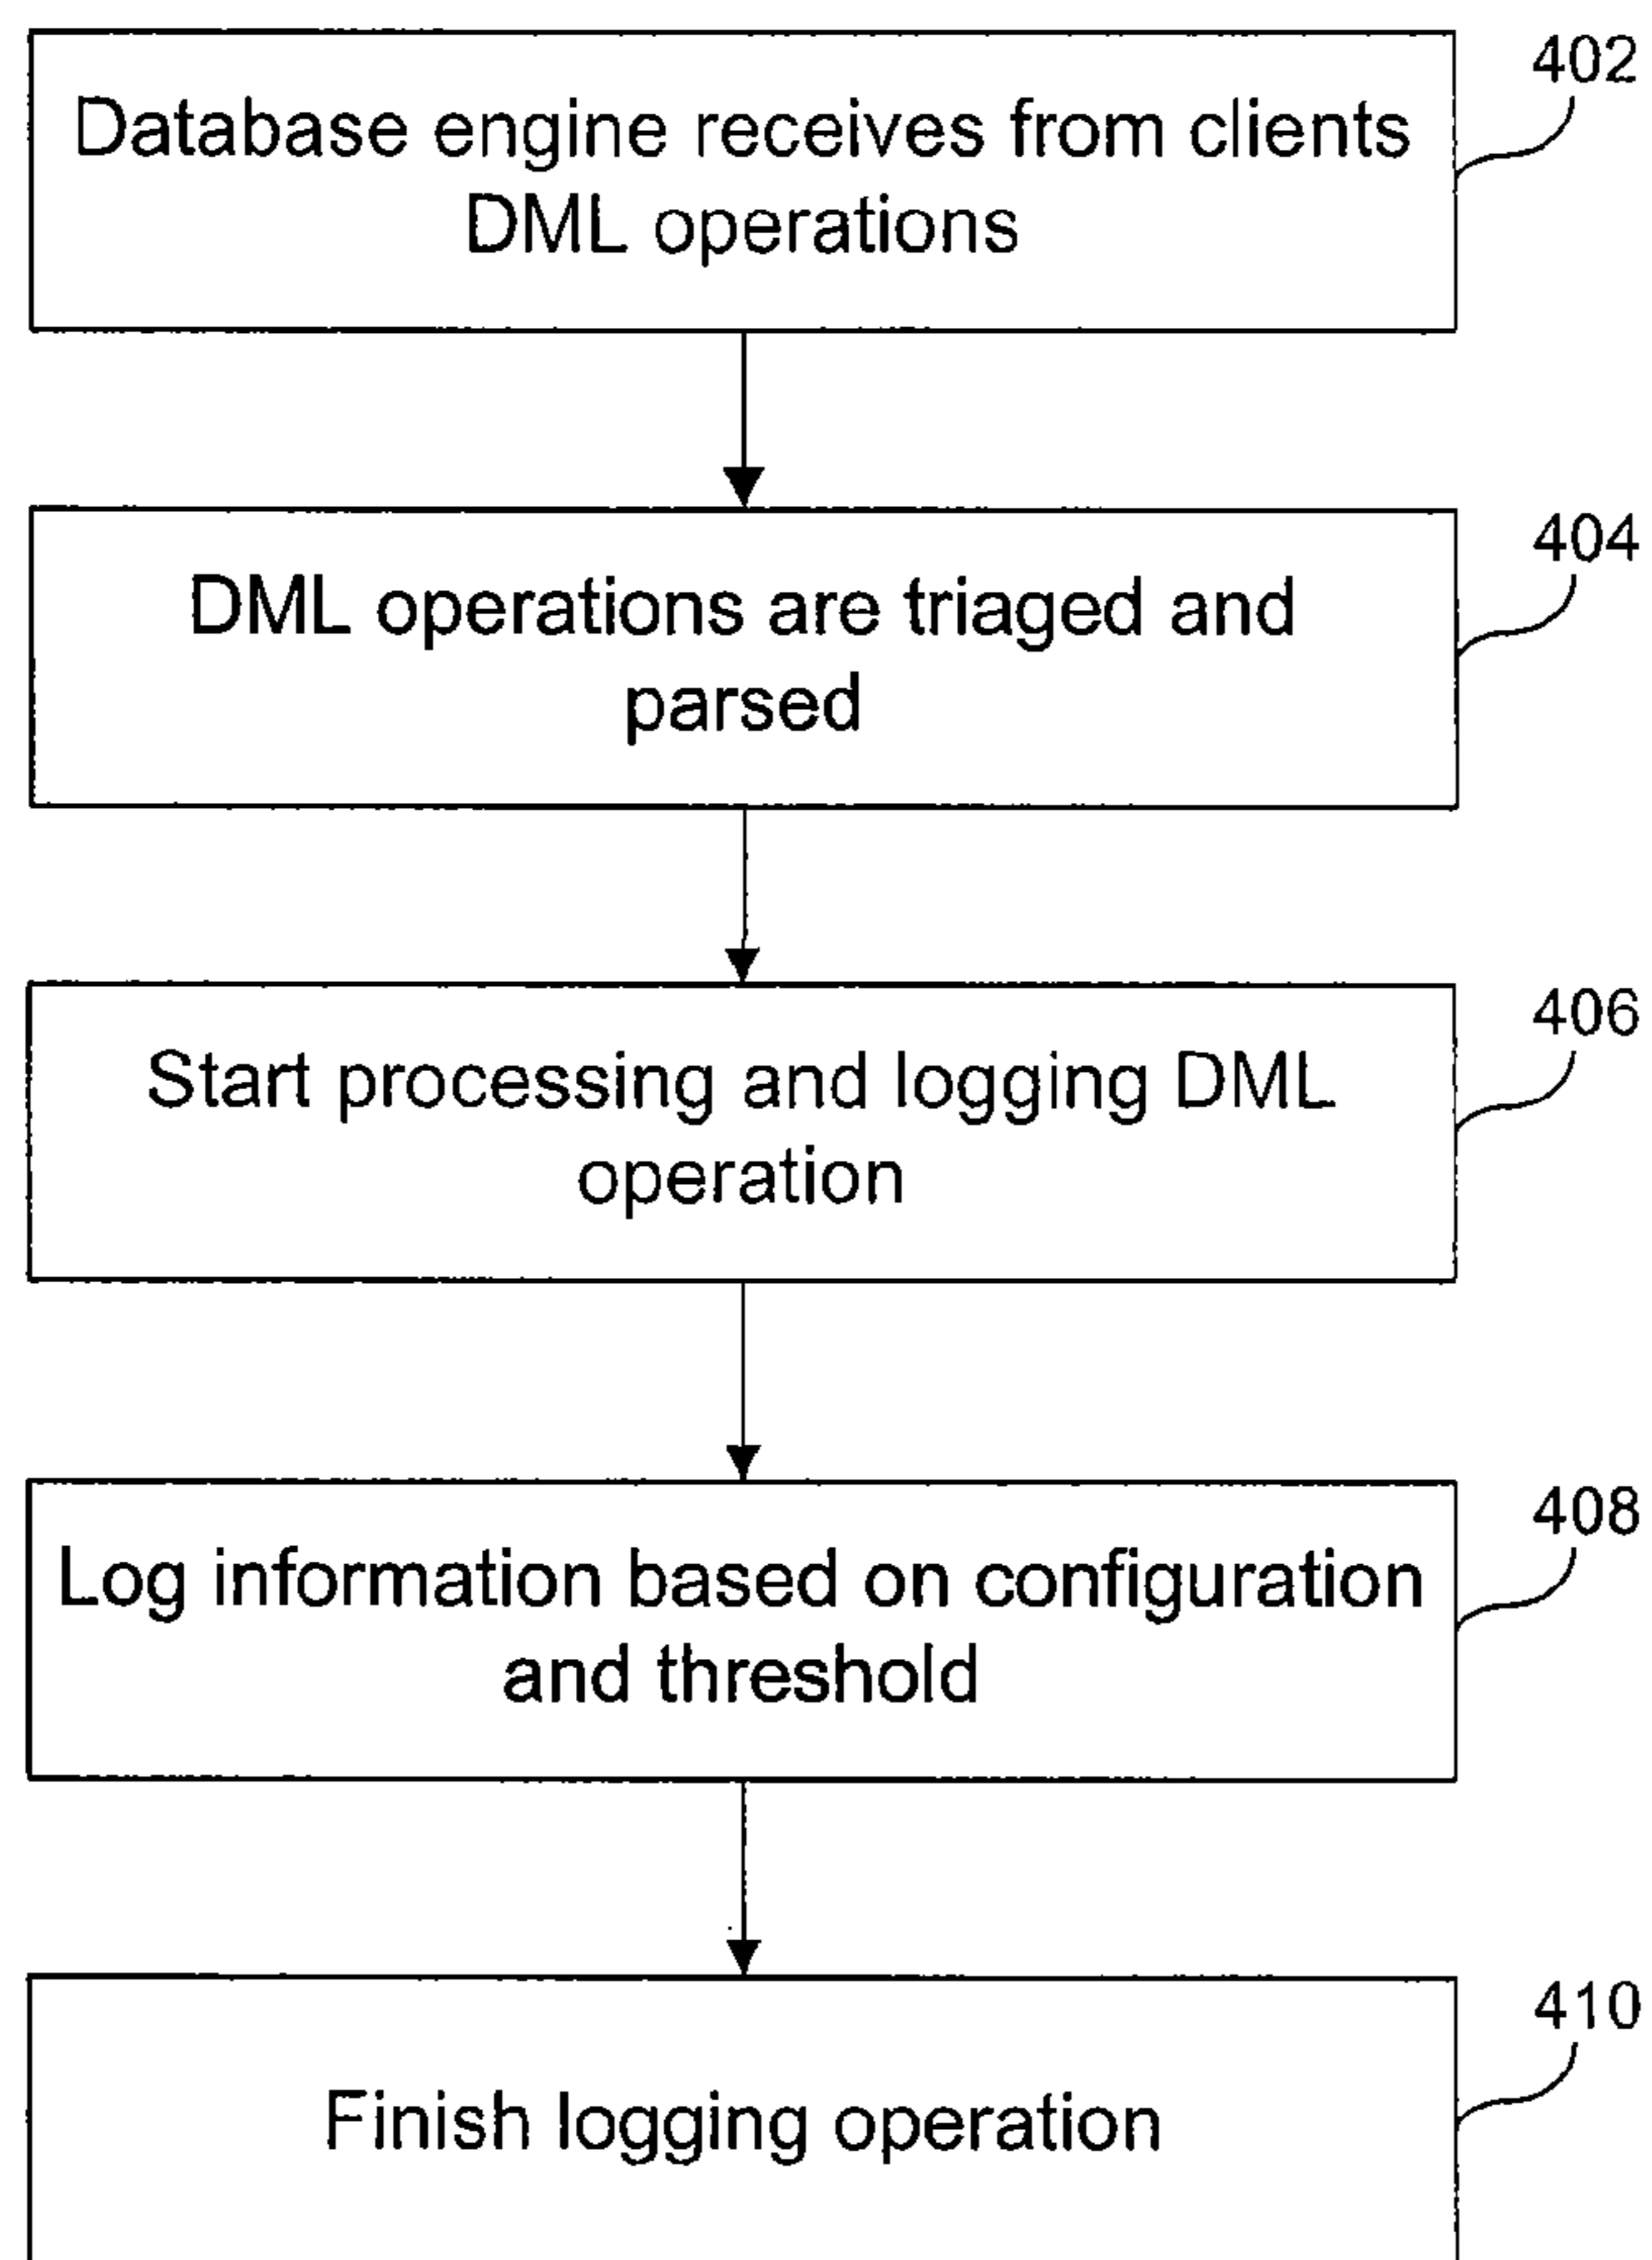 402
Database engine receives from clients
DML operations
404
DML operations are triaged and
parsed
406
Start processing and logging DML
operation
408
Log information based on configuration
and threshold
410
Finish logging operation